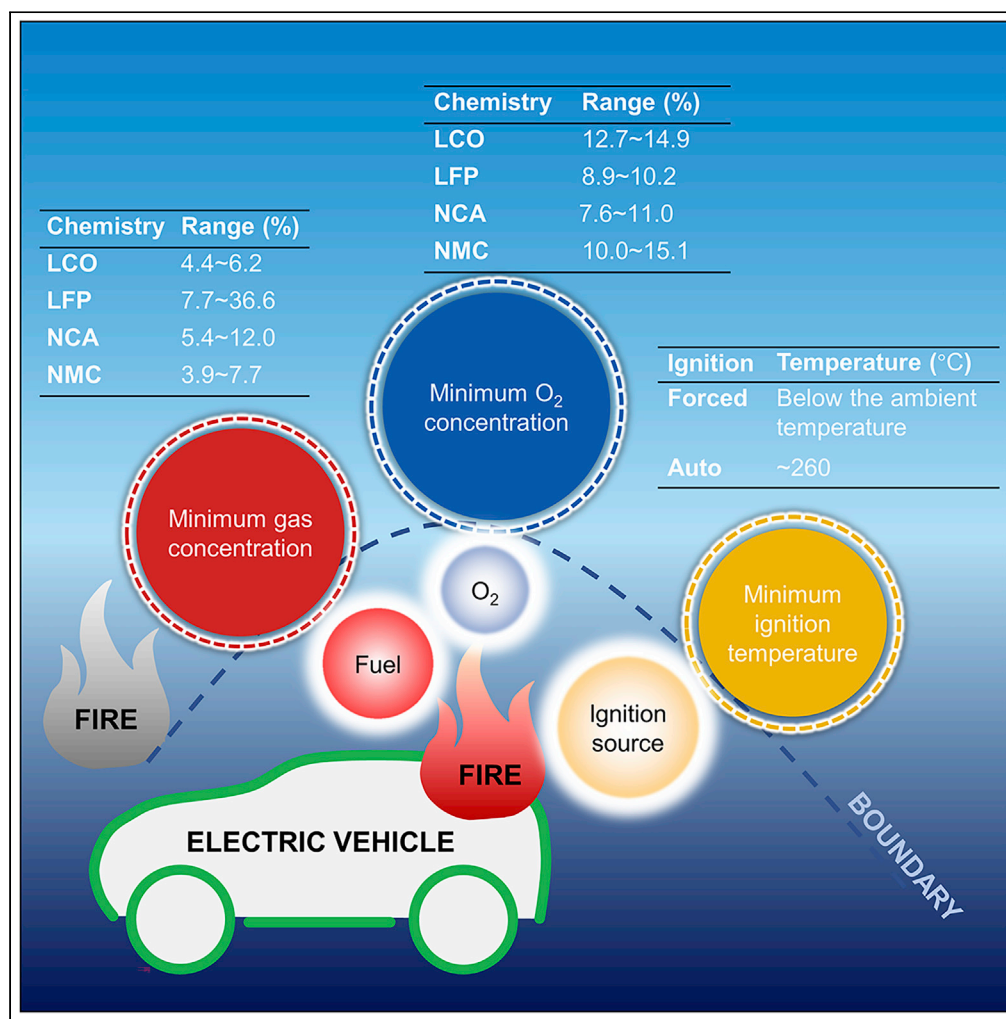 Chemistry Range (%)
LCO 12.7~14.9
LFP 8.9~10.2
NCA 7.6~11.0
NMC 10.0~15.1
Chemistry Range (%)
LCO 4.4~6.2
LFP 7.7~36.6
NCA 5.4~12.0
NMC 3.9~7.7
Ignition Temperature (°C)
Forced Below the ambient
temperature
Auto ~260
Minimum O₂
concentration
Minimum gas
concentration
Minimum
ignition
temperature
O₂
Fuel
Ignition
source
FIRE
FIRE
ELECTRIC VEHICLE
BOUNDARY